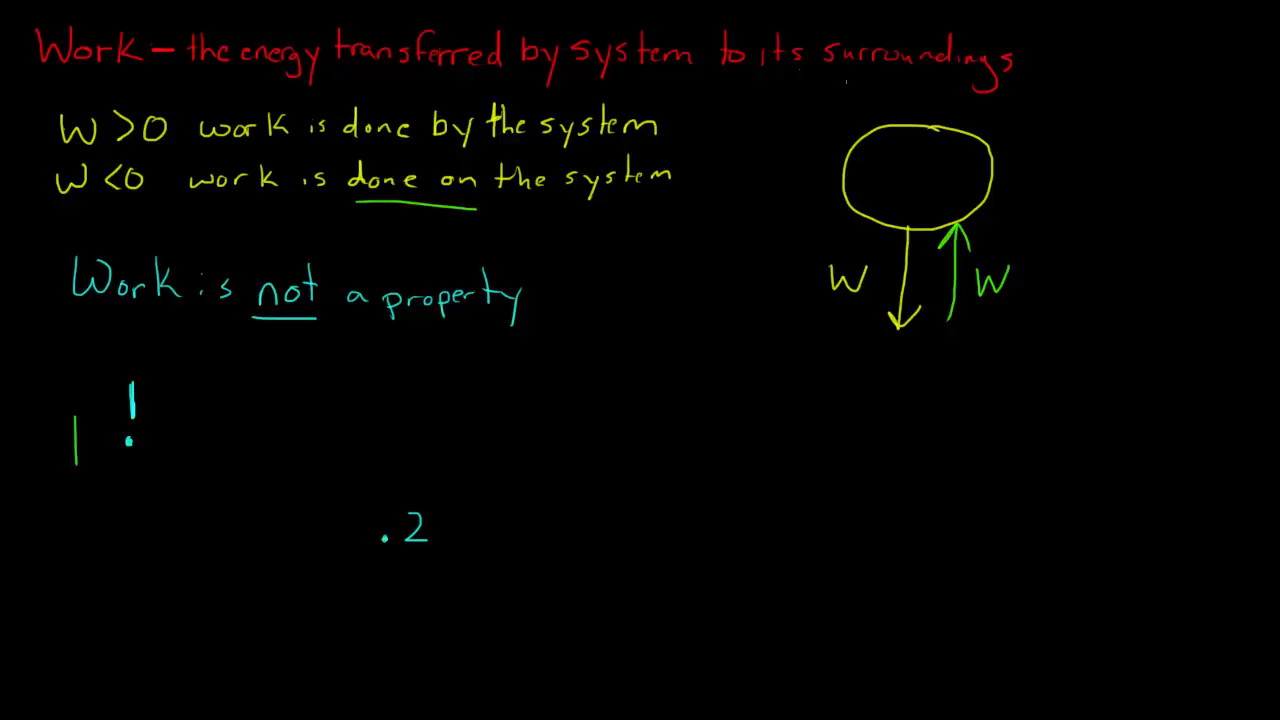 Work – the energy transferred by system to its surroundings
W > 0 work is done by the system
W < 0 work is done on the system
W W
Work is not a property
1
. 2